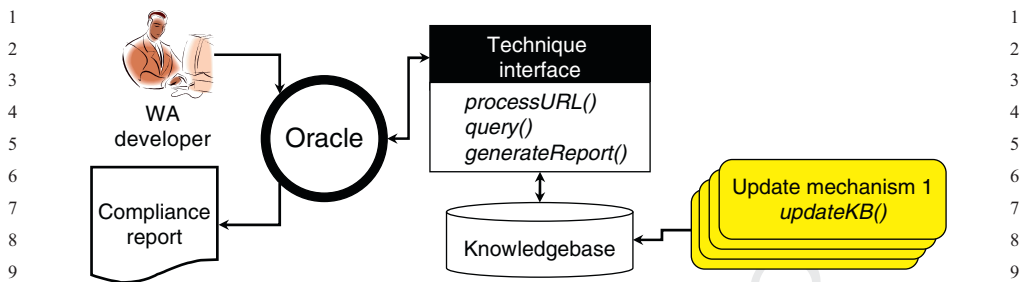 1 1
2 Technique 2
interface
3 processURL() 3
4 WA query() 4
developer
5 Oracle generateReport() 5
6 Update mechanism 1 6
7 Compliance updateKB() 7
report
8 Knowledgebase 8
9 9